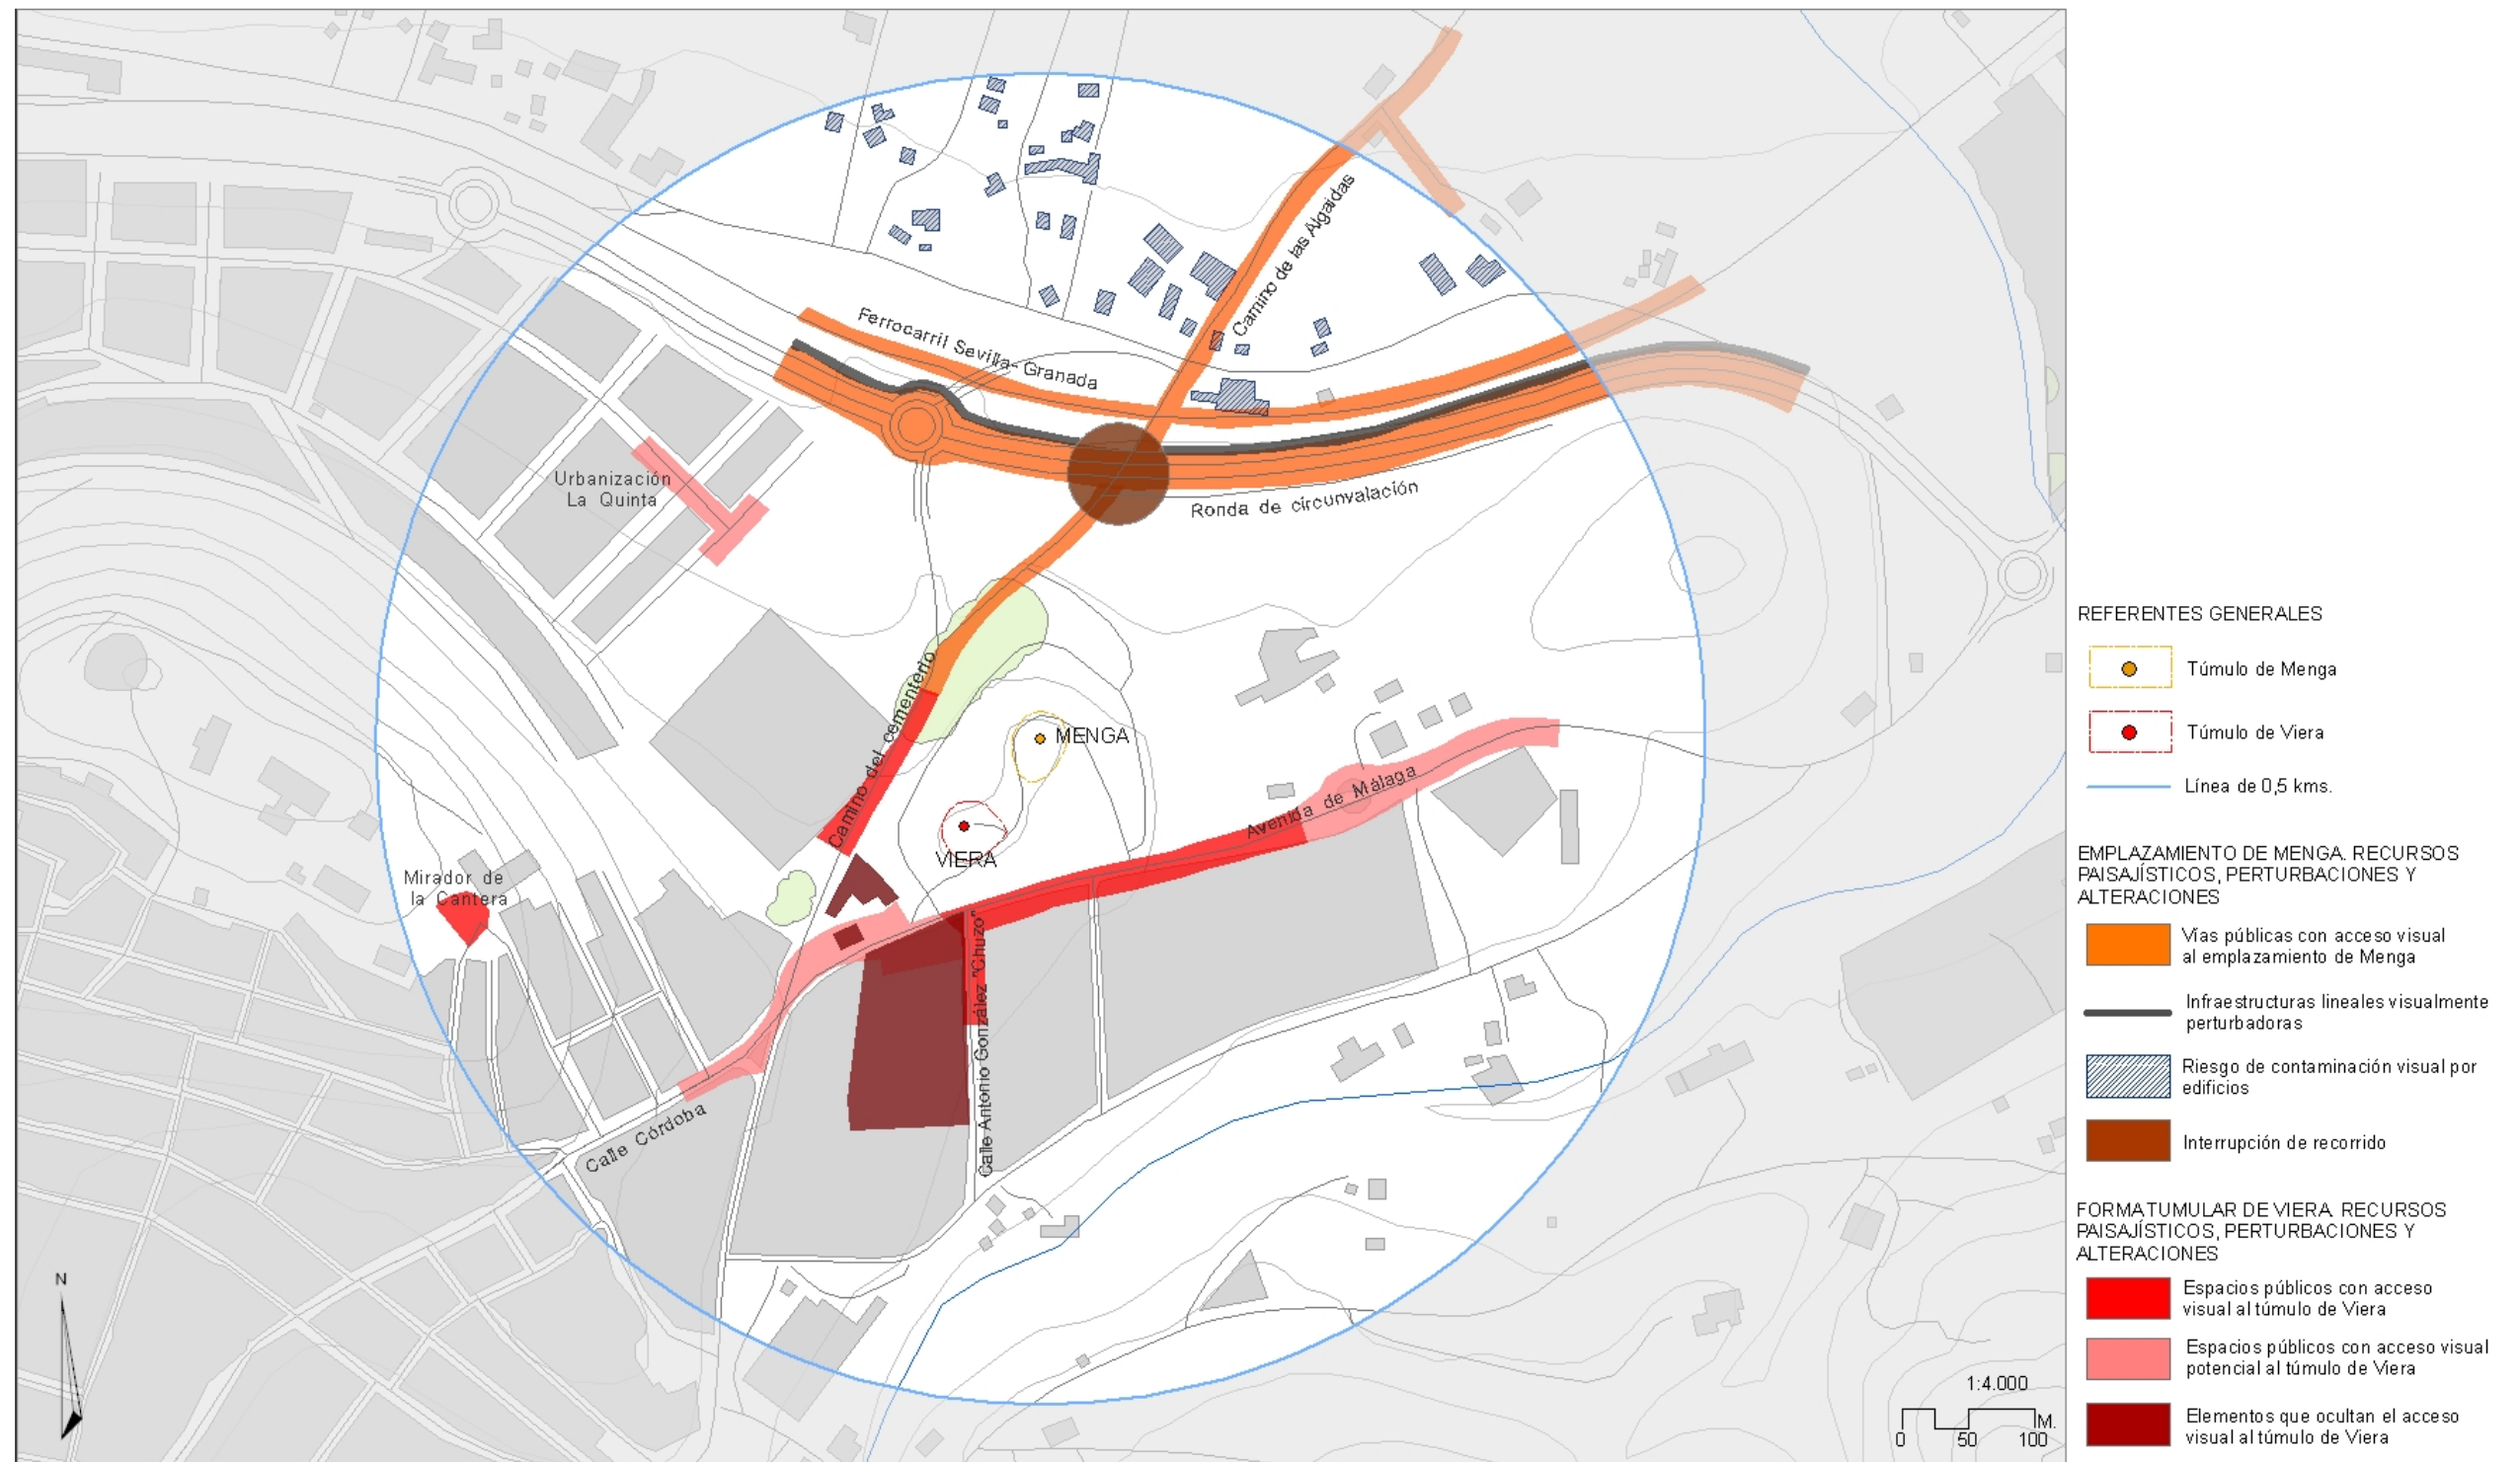 Camino de las Algaidas
Ferrocarril Sevilla-Granada
Urbanización
La Quinta
Ronda de circunvalación
Camino del cementerio
MENGA
VIERA
Avenida de Málaga
Mirador de
la Cantera
Calle Antonio González "Chuzo"
Calle Córdoba
N
1:4.000
M.
0 50 100
REFERENTES GENERALES
Túmulo de Menga
Túmulo de Viera
Línea de 0,5 kms.
EMPLAZAMIENTO DE MENGA. RECURSOS
PAISAJÍSTICOS, PERTURBACIONES Y
ALTERACIONES
Vías públicas con acceso visual
al emplazamiento de Menga
Infraestructuras lineales visualmente
perturbadoras
Riesgo de contaminación visual por
edificios
Interrupción de recorrido
FORMA TUMULAR DE VIERA. RECURSOS
PAISAJÍSTICOS, PERTURBACIONES Y
ALTERACIONES
Espacios públicos con acceso
visual al túmulo de Viera
Espacios públicos con acceso visual
potencial al túmulo de Viera
Elementos que ocultan el acceso
visual al túmulo de Viera